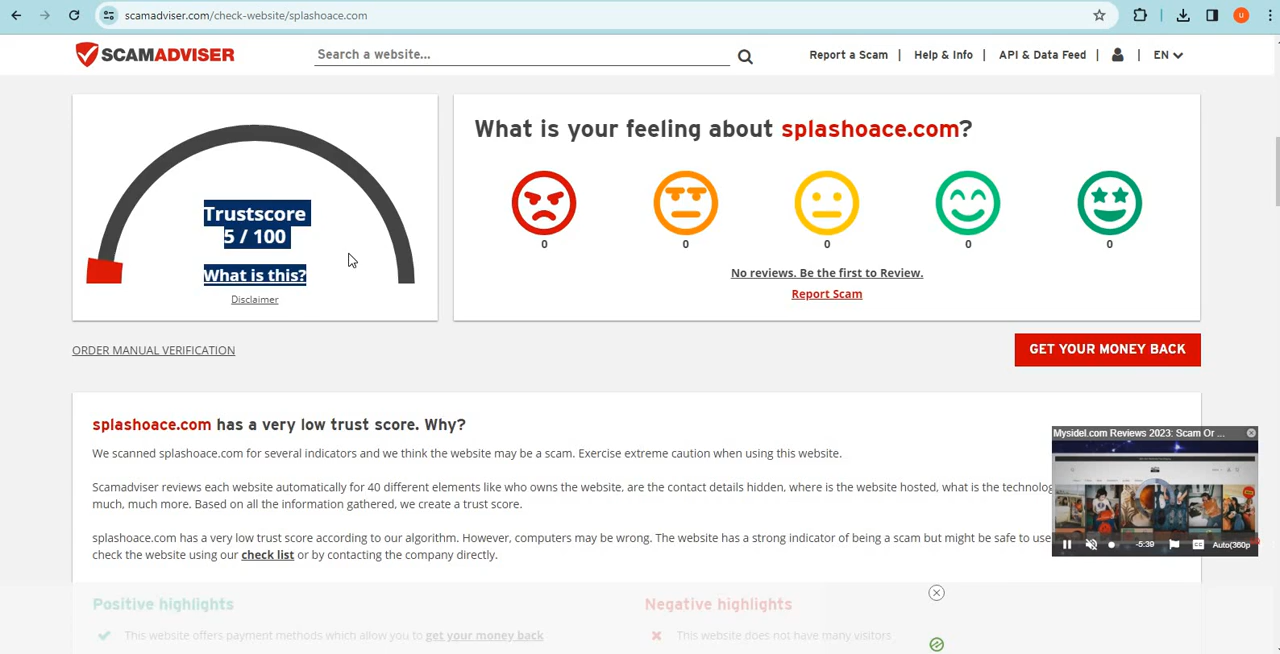 scamadviser.com/check-website/splashoace.com
u
SCAMADVISER
Search a website...
Report a Scam | Help & Info | API & Data Feed | | EN
Trustscore
5 / 100
What is this?
Disclaimer
What is your feeling about splashoace.com?
0 0 0 0 0
No reviews. Be the first to Review.
Report Scam
ORDER MANUAL VERIFICATION
GET YOUR MONEY BACK
splashoace.com has a very low trust score. Why?
We scanned splashoace.com for several indicators and we think the website may be a scam. Exercise extreme caution when using this website.
Scamadviser reviews each website automatically for 40 different elements like who owns the website, are the contact details hidden, where is the website hosted, what is the technolog
much, much more. Based on all the information gathered, we create a trust score.
splashoace.com has a very low trust score according to our algorithm. However, computers may be wrong. The website has a strong indicator of being a scam but might be safe to use
check the website using our check list or by contacting the company directly.
Mysidel.com Reviews 2023: Scam Or ...
-5:39
CC
Auto(360p
Positive highlights
Negative highlights
This website offers payment methods which allow you to get your money back
This website does not have many visitors